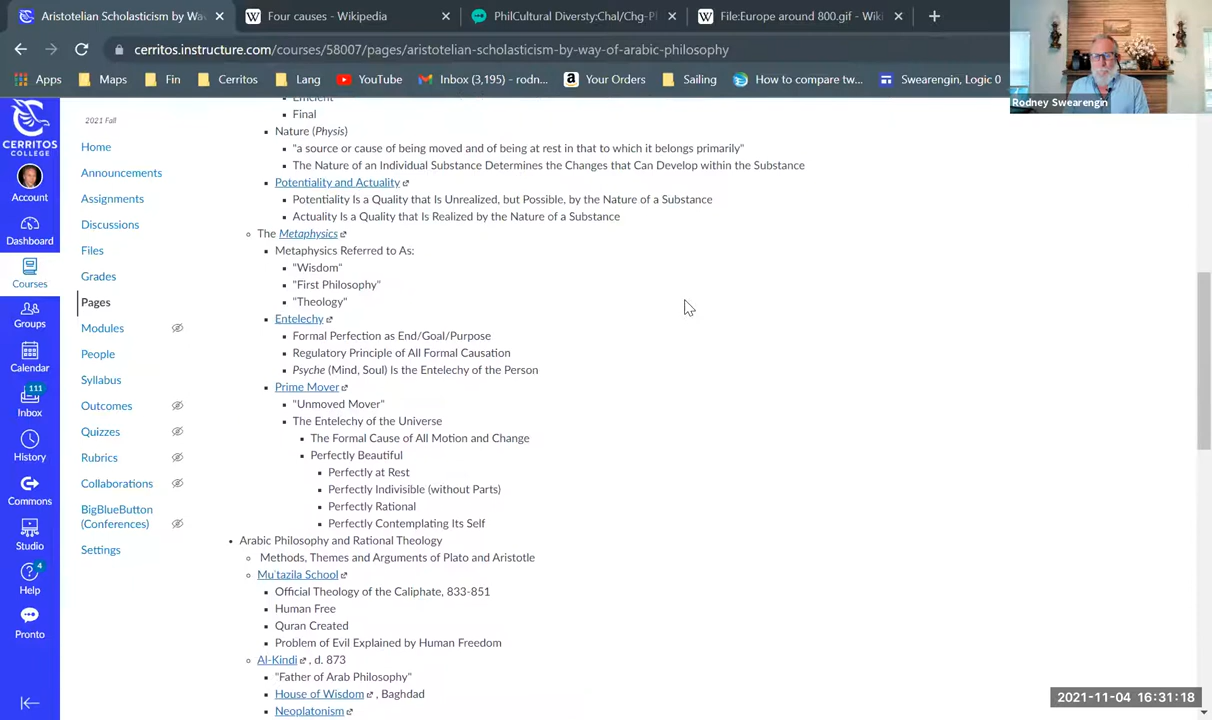 Aristotelian Scholasticism by Wa
Four causes - Wikipedia
PhilCultural Diversty:Chal/Chg-P
File:Europe around 800.gif - Wiki
cerritos.instructure.com/courses/58007/pages/aristotelian-scholasticism-by-way-of-arabic-philosophy
Apps
Maps
Fin
Cerritos
Lang
YouTube
Inbox (3,195) - rodn...
Your Orders
Sailing
How to compare tw...
Swearengin, Logic 0
Rodney Swearengin
CERRITOS
COLLEGE
Account
Dashboard
Courses
Groups
Calendar
111
Inbox
History
Commons
Studio
4
Help
Pronto
2021 Fall
Home
Announcements
Assignments
Discussions
Files
Grades
Pages
Modules
People
Syllabus
Outcomes
Quizzes
Rubrics
Collaborations
BigBlueButton
(Conferences)
Settings
Efficient
Final
Nature (Physis)
"a source or cause of being moved and of being at rest in that to which it belongs primarily"
The Nature of an Individual Substance Determines the Changes that Can Develop within the Substance
Potentiality and Actuality
Potentiality Is a Quality that Is Unrealized, but Possible, by the Nature of a Substance
Actuality Is a Quality that Is Realized by the Nature of a Substance
The Metaphysics
Metaphysics Referred to As:
"Wisdom"
"First Philosophy"
"Theology"
Entelechy
Formal Perfection as End/Goal/Purpose
Regulatory Principle of All Formal Causation
Psyche (Mind, Soul) Is the Entelechy of the Person
Prime Mover
"Unmoved Mover"
The Entelechy of the Universe
The Formal Cause of All Motion and Change
Perfectly Beautiful
Perfectly at Rest
Perfectly Indivisible (without Parts)
Perfectly Rational
Perfectly Contemplating Its Self
Arabic Philosophy and Rational Theology
Methods, Themes and Arguments of Plato and Aristotle
Mu'tazila School
Official Theology of the Caliphate, 833-851
Human Free
Quran Created
Problem of Evil Explained by Human Freedom
Al-Kindi , d. 873
"Father of Arab Philosophy"
House of Wisdom , Baghdad
Neoplatonism
2021-11-04 16:31:18